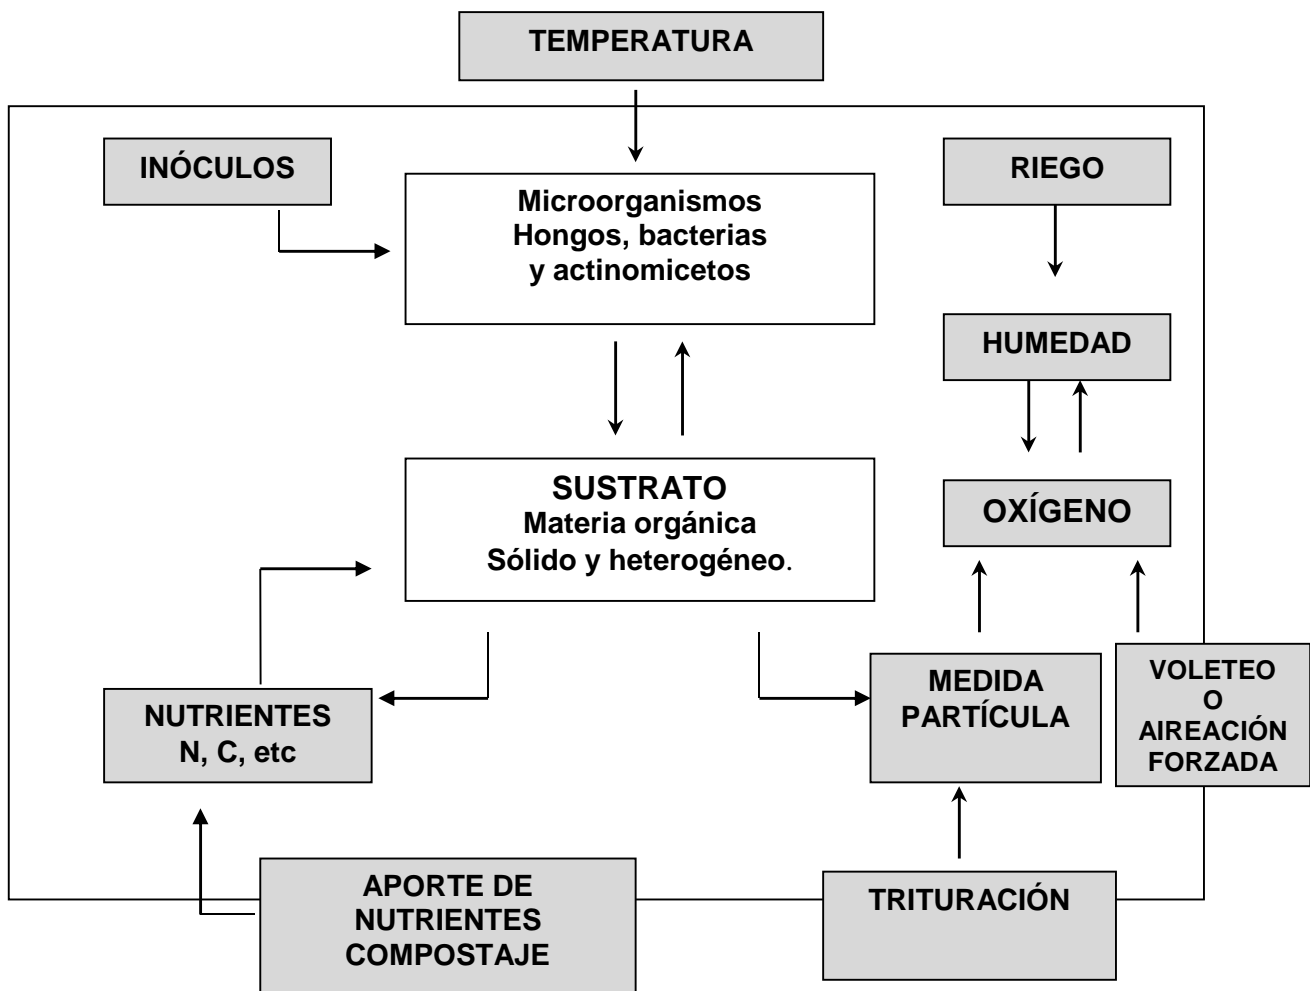 TEMPERATURA
INÓCULOS
Microorganismos
Hongos, bacterias
y actinomicetos
RIEGO
HUMEDAD
SUSTRATO
Materia orgánica
Sólido y heterogéneo.
OXÍGENO
NUTRIENTES
N, C, etc
MEDIDA
PARTÍCULA
VOLETEO
O
AIREACIÓN
FORZADA
APORTE DE
NUTRIENTES
COMPOSTAJE
TRITURACIÓN